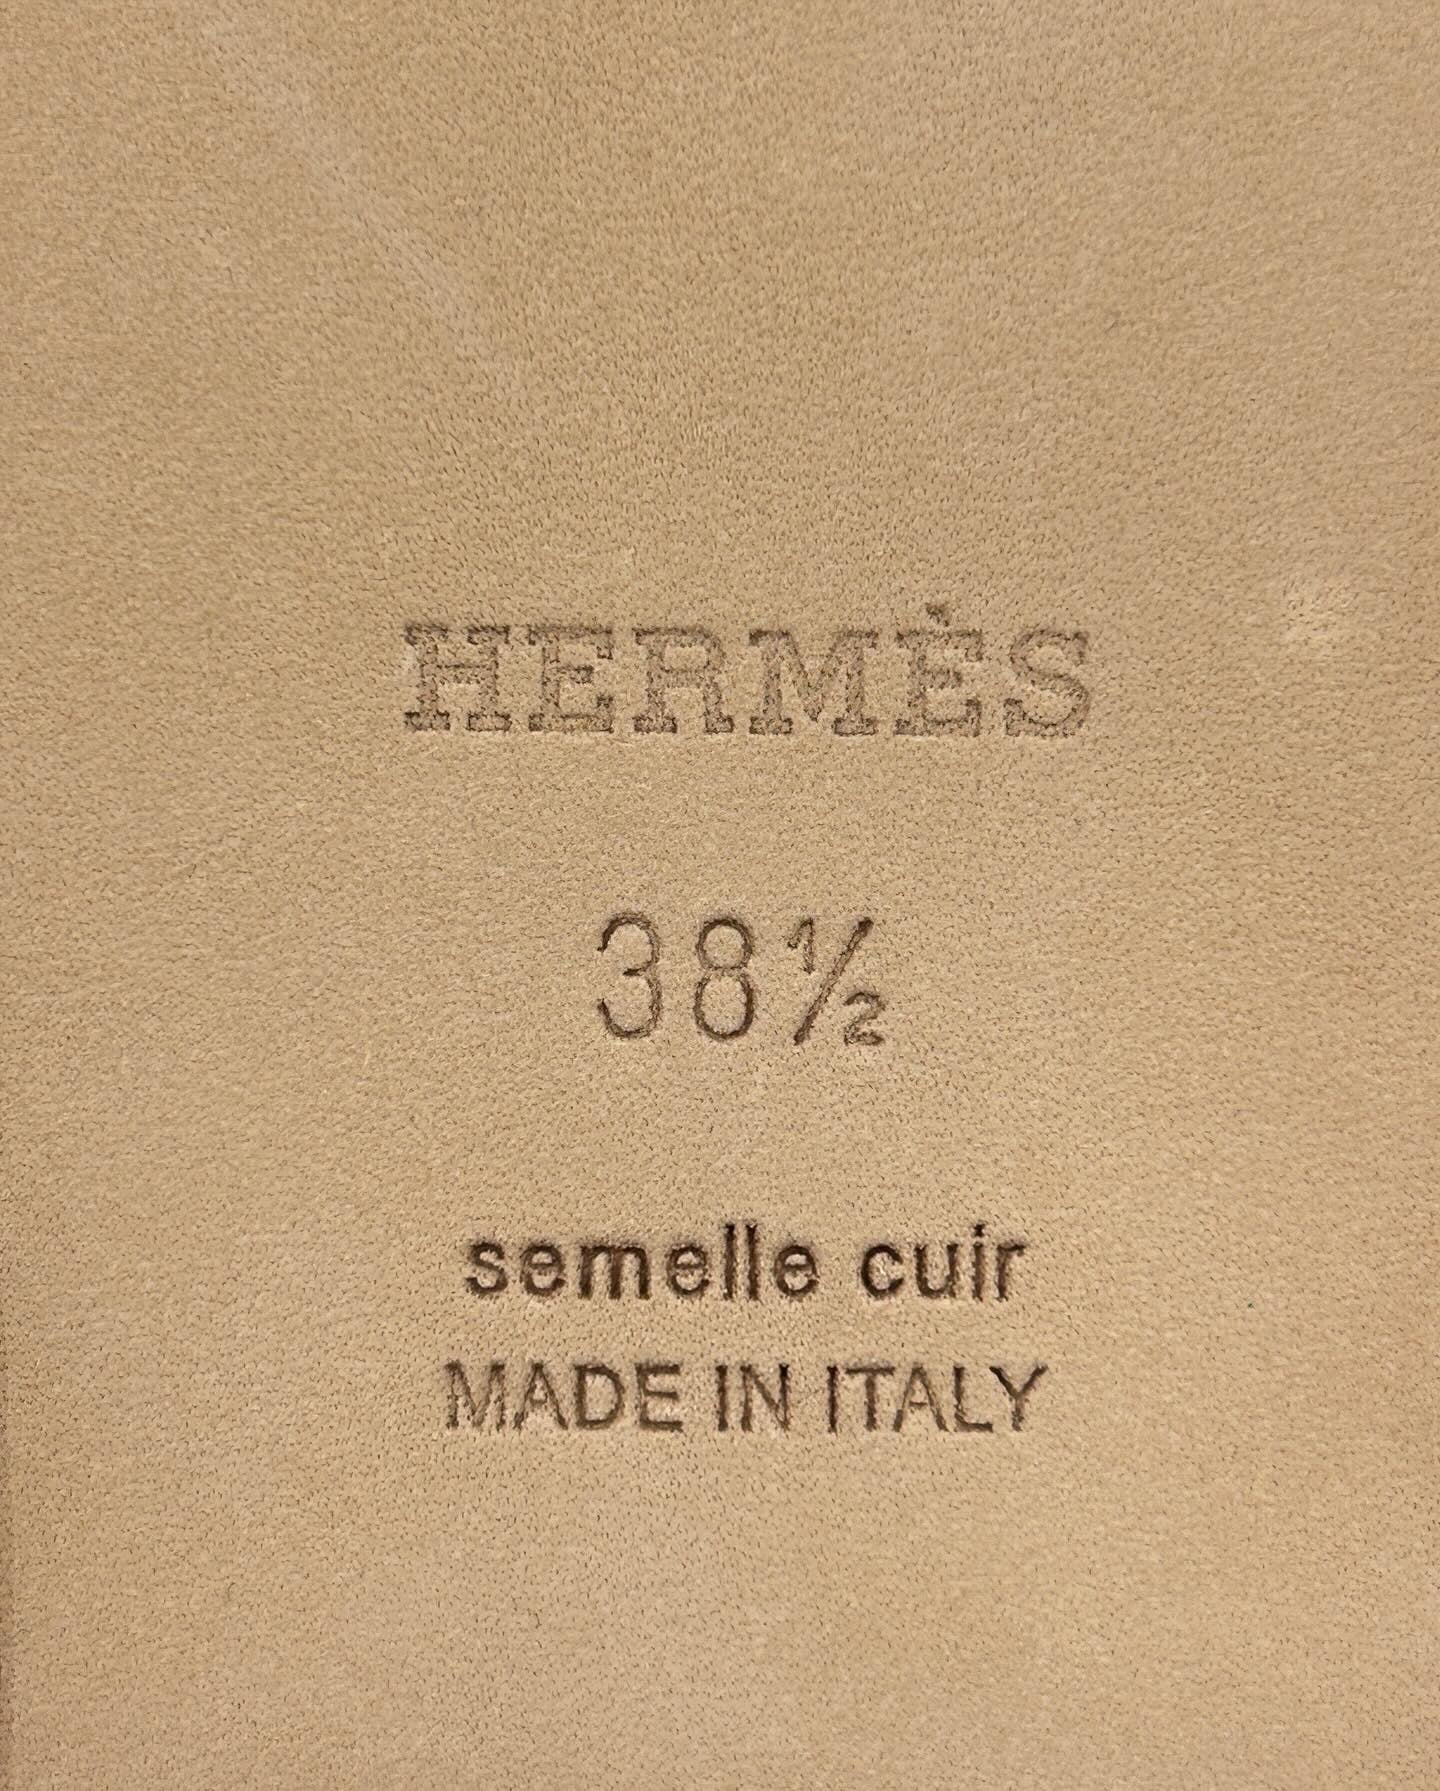 HERMÈS
38½
semelle cuir
MADE IN ITALY